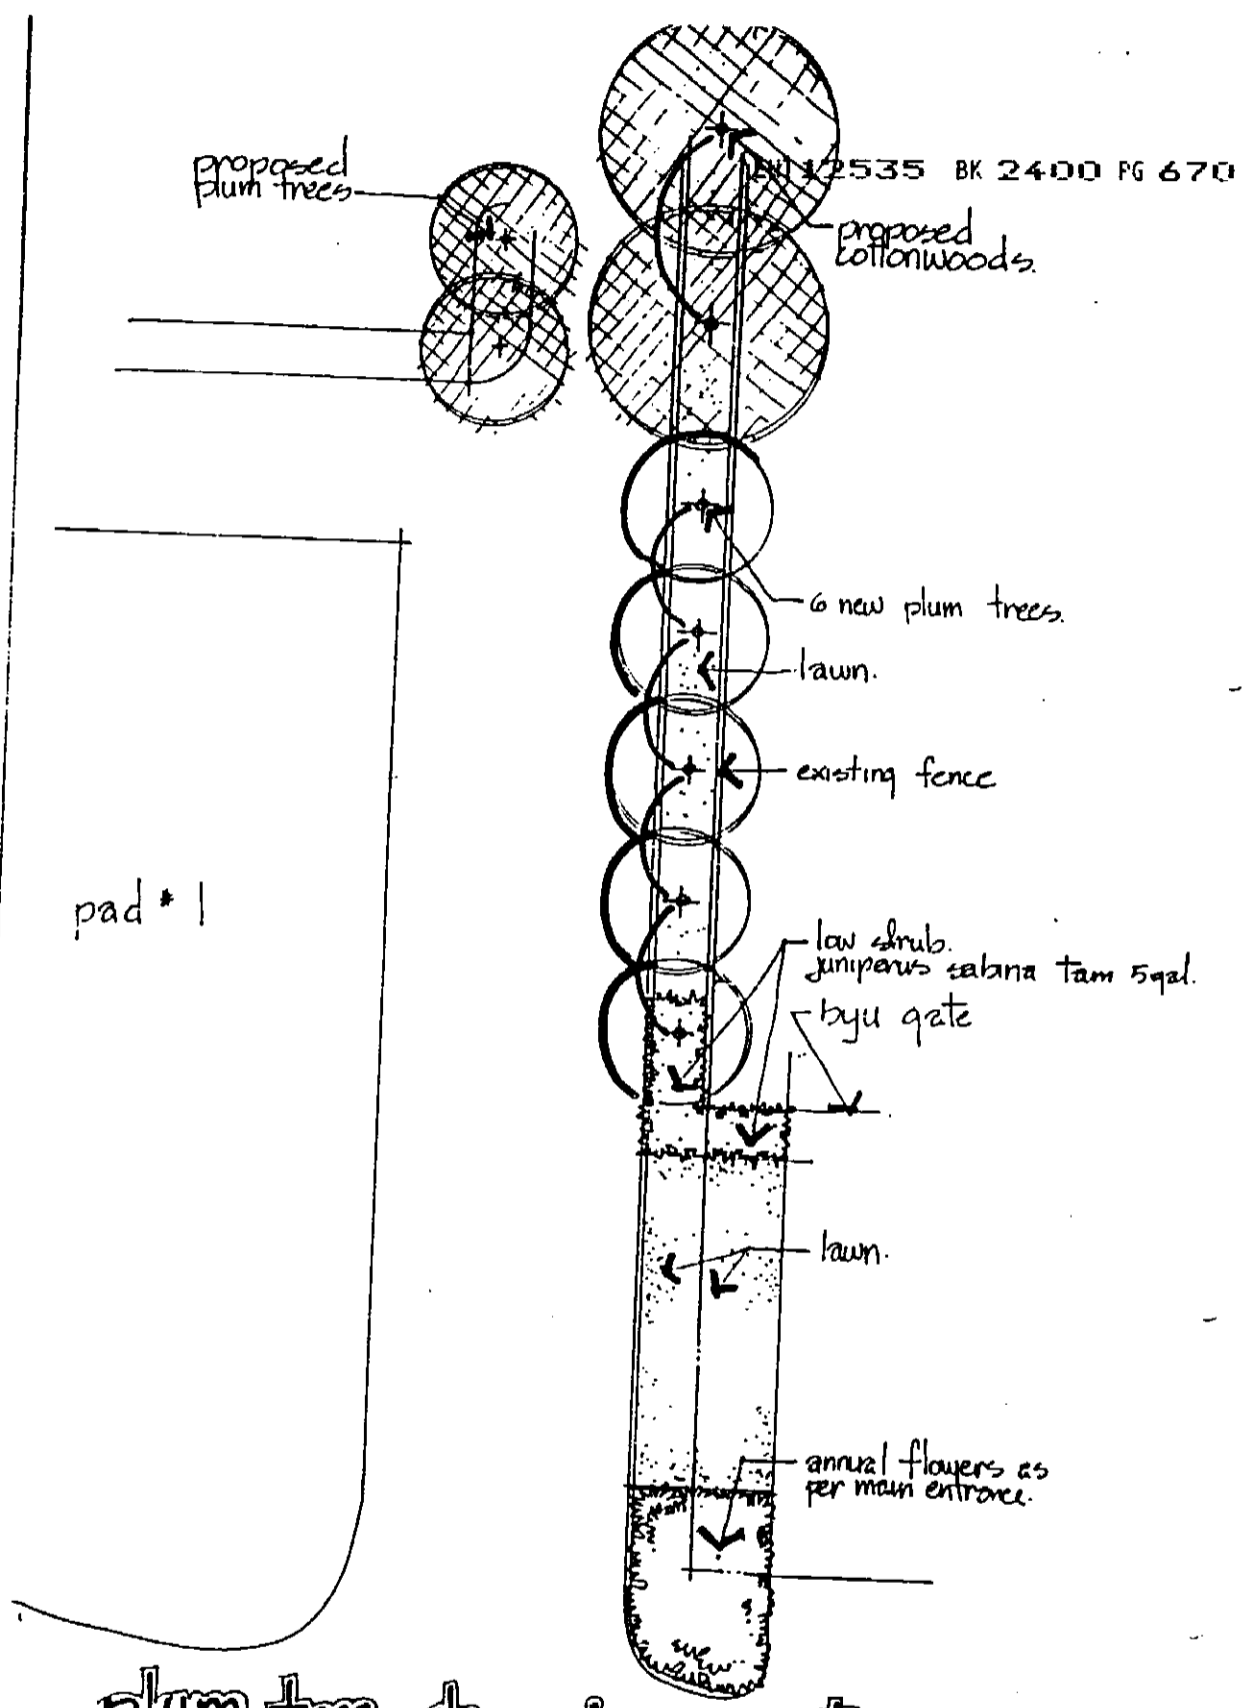 proposed
plum trees
12535 BK 2400 PG 670
proposed
cottonwoods.
6 new plum trees.
lawn.
existing fence
pad # 1
low shrub.
juniperus sabina tam 5gal.
byu gate
lawn.
annual flowers as
per main entrance.